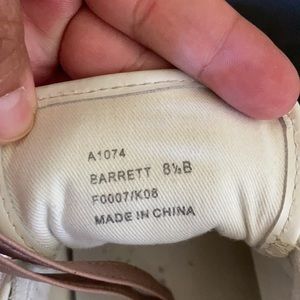 A1074
BARRETT 8½B
F0007/K08
MADE IN CHINA